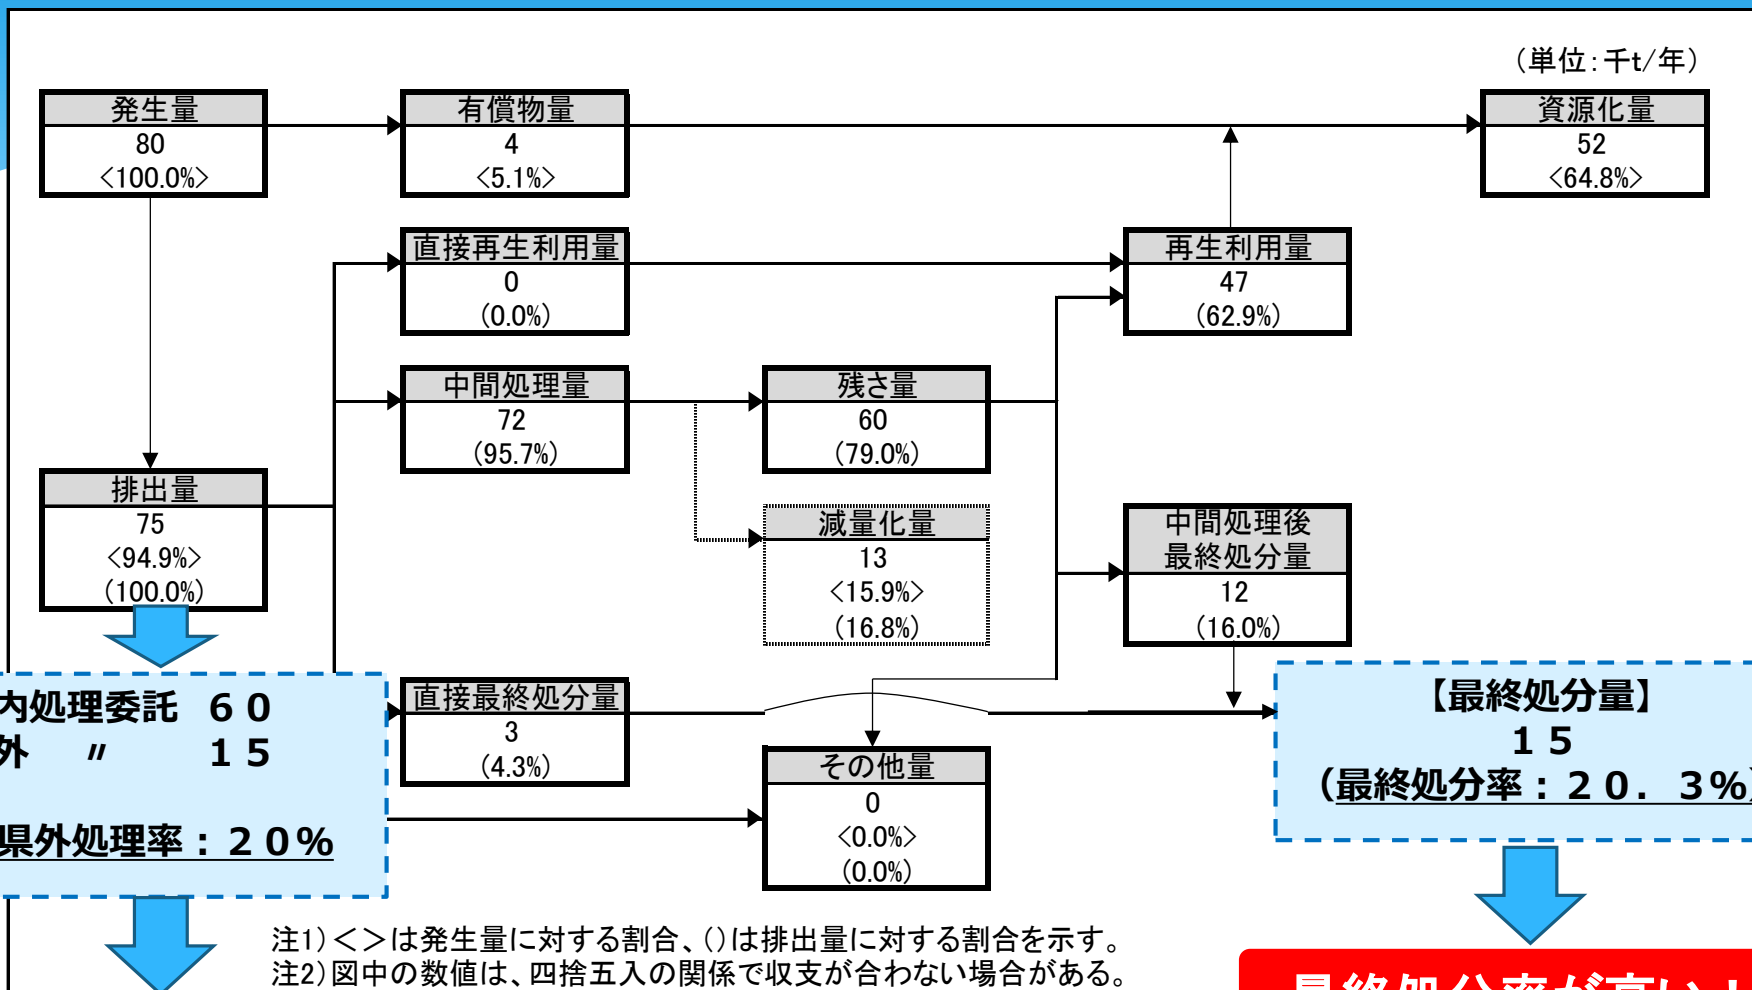 （単位：千t/年）
発生量
80
<100.0%>
有償物量
4
<5.1%>
資源化量
52
<64.8%>
直接再生利用量
0
(0.0%)
再生利用量
47
(62.9%)
中間処理量
72
(95.7%)
残さ量
60
(79.0%)
排出量
75
<94.9%>
(100.0%)
減量化量
13
<15.9%>
(16.8%)
中間処理後
最終処分量
12
(16.0%)
内処理委託 ６０
外 〃 １５
県外処理率：２０％
直接最終処分量
3
(4.3%)
その他量
0
<0.0%>
(0.0%)
【最終処分量】
１５
（最終処分率：２０．３％）
注1）＜＞は発生量に対する割合、()は排出量に対する割合を示す。
注2）図中の数値は、四捨五入の関係で収支が合わない場合がある。
最終処分率が高い！